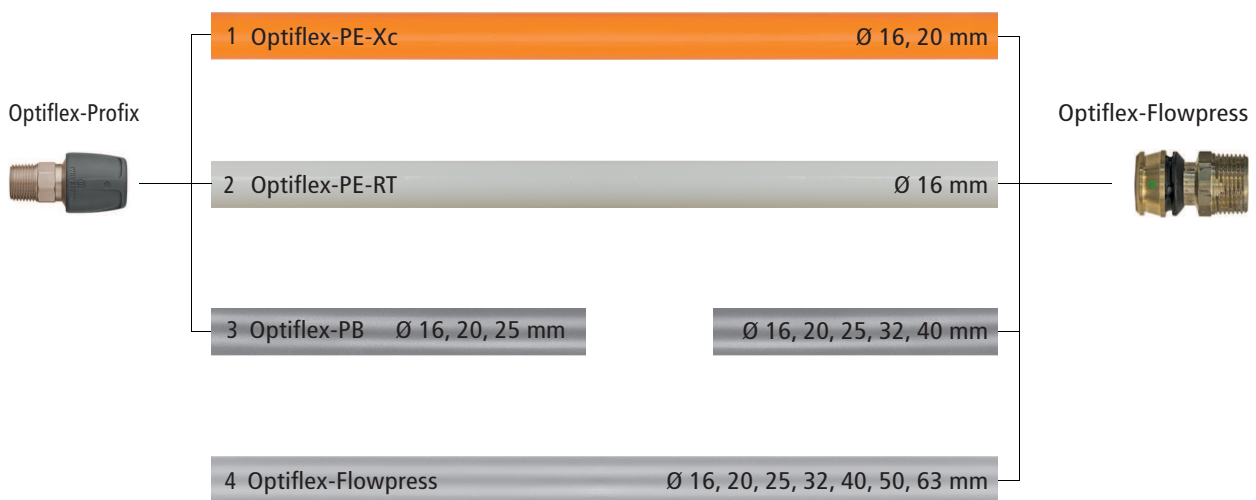 1 Optiflex-PE-Xc Ø 16, 20 mm
Optiflex-Profix
Optiflex-Flowpress
2 Optiflex-PE-RT Ø 16 mm
3 Optiflex-PB Ø 16, 20, 25 mm Ø 16, 20, 25, 32, 40 mm
4 Optiflex-Flowpress Ø 16, 20, 25, 32, 40, 50, 63 mm